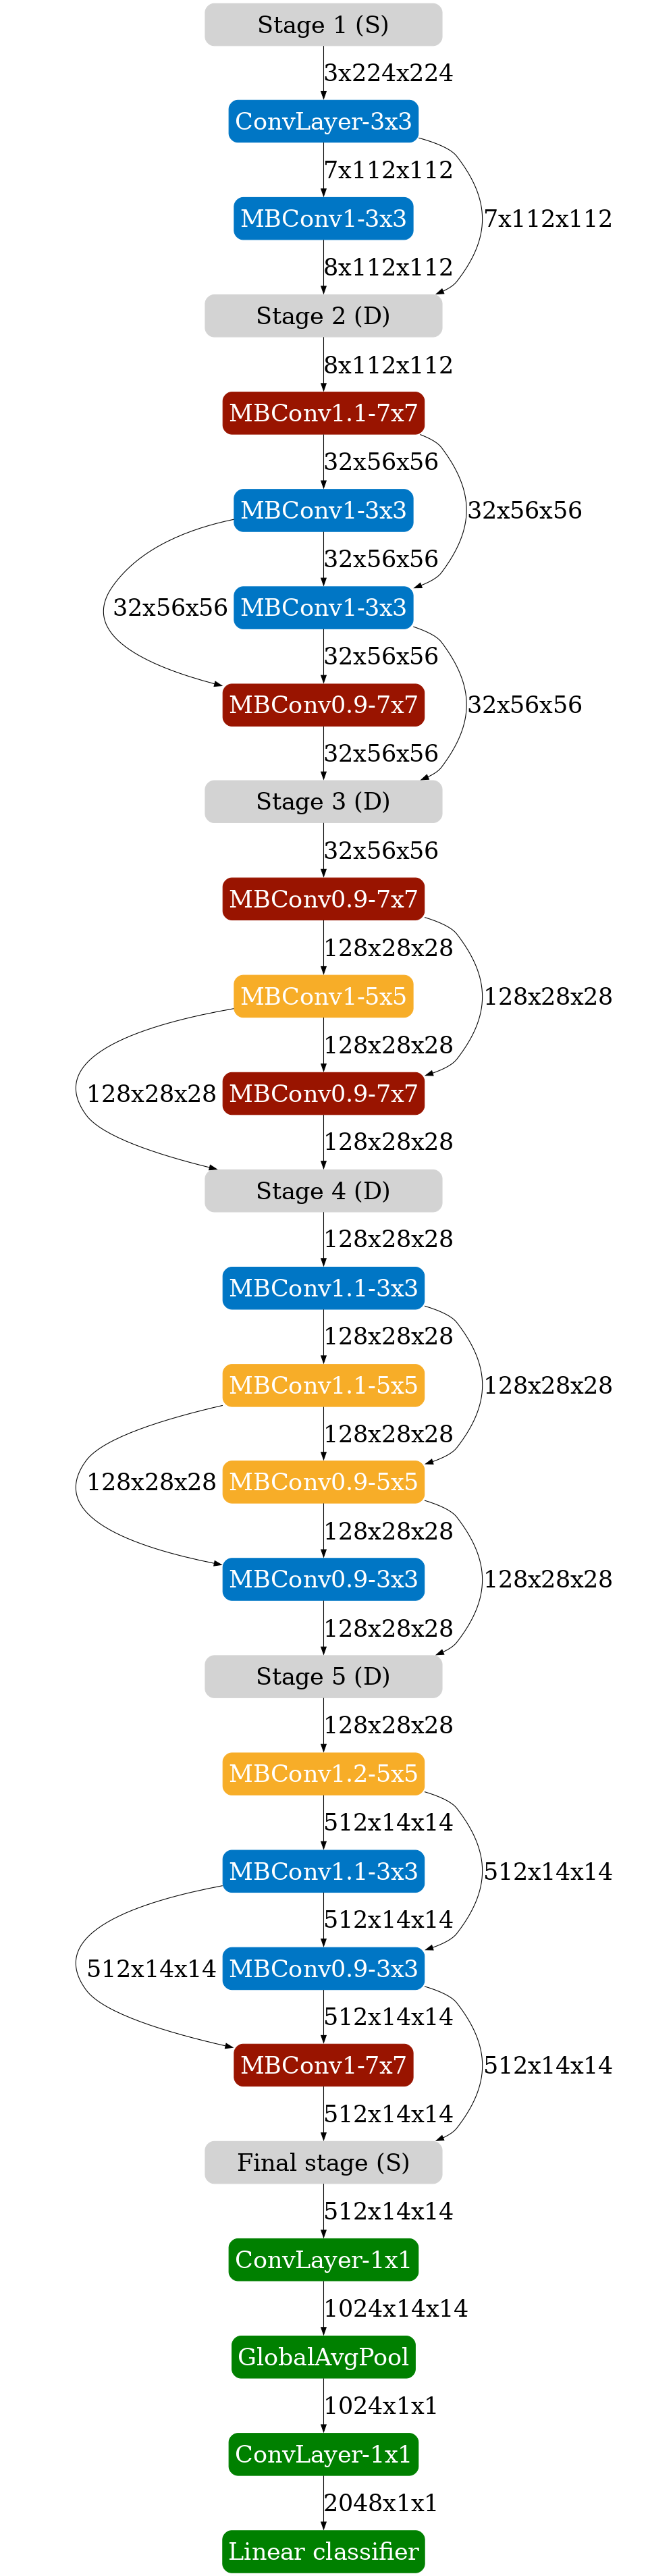 Stage 1 (S)
3x224x224
ConvLayer-3x3
7x112x112
MBConv1-3x3
7x112x112
8x112x112
Stage 2 (D)
8x112x112
MBConv1.1-7x7
32x56x56
MBConv1-3x3
32x56x56
32x56x56
MBConv1-3x3
32x56x56
32x56x56
MBConv0.9-7x7
32x56x56
32x56x56
Stage 3 (D)
32x56x56
MBConv0.9-7x7
128x28x28
MBConv1-5x5
128x28x28
128x28x28
MBConv0.9-7x7
128x28x28
128x28x28
Stage 4 (D)
128x28x28
MBConv1.1-3x3
128x28x28
MBConv1.1-5x5
128x28x28
128x28x28
MBConv0.9-5x5
128x28x28
128x28x28
MBConv0.9-3x3
128x28x28
128x28x28
Stage 5 (D)
128x28x28
MBConv1.2-5x5
512x14x14
MBConv1.1-3x3
512x14x14
512x14x14
MBConv0.9-3x3
512x14x14
512x14x14
MBConv1-7x7
512x14x14
512x14x14
Final stage (S)
512x14x14
ConvLayer-1x1
1024x14x14
GlobalAvgPool
1024x1x1
ConvLayer-1x1
2048x1x1
Linear classifier